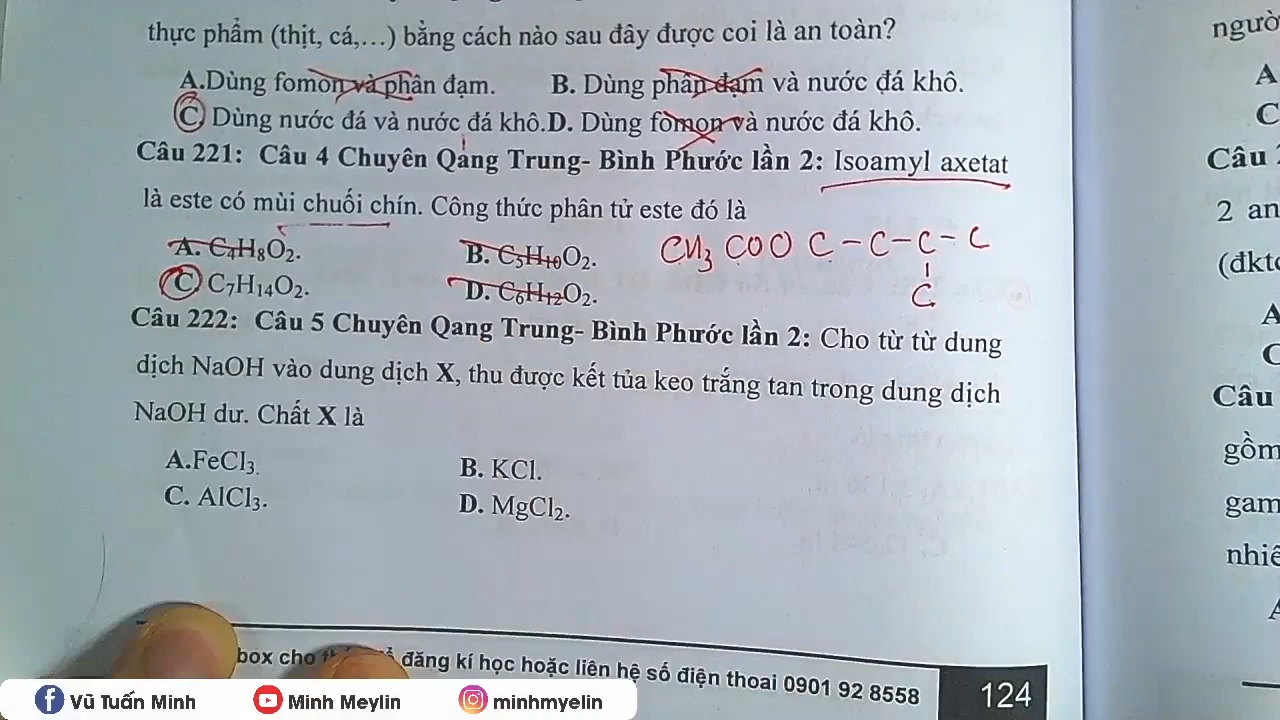 thực phẩm (thịt, cá,...) bằng cách nào sau đây được coi là an toàn?
A.Dùng fomon và phân đạm. B. Dùng phân đạm và nước đá khô.
C Dùng nước đá và nước đá khô.D. Dùng fomon và nước đá khô.
Câu 221: Câu 4 Chuyên Qang Trung- Bình Phước lần 2: Isoamyl axetat
là este có mùi chuối chín. Công thức phân tử este đó là
A. C4H8O2. B. C5H10O2.
C C7H14O2. D. C6H12O2.
CH3 COO C - C - C - C
C
Câu 222: Câu 5 Chuyên Qang Trung- Bình Phước lần 2: Cho từ từ dung
dịch NaOH vào dung dịch X, thu được kết tủa keo trắng tan trong dung dịch
NaOH dư. Chất X là
A.FeCl3. B. KCl.
C. AlCl3. D. MgCl2.
box cho đăng kí học hoặc liên hệ số điện thoại 0901 92 8558
124
A
C
Câu
2 an
(đktc
A
C
Câu
gồm
gam
nhiê
Vũ Tuấn Minh Minh Meylin minhmyelin